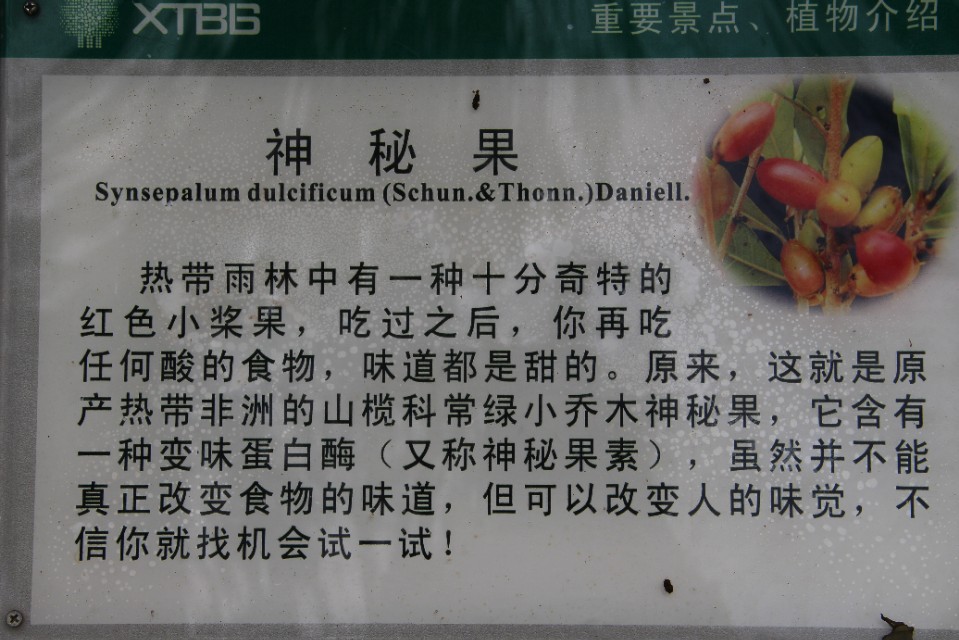 XTBG
.重要景点、植物介绍
神秘果
Synsepalum dulcificum (Schun.&Thonn.)Daniell.
热带雨林中有一种十分奇特的
红色小桨果，吃过之后，你再吃
任何酸的食物，味道都是甜的。原来，这就是原
产热带非洲的山榄科常绿小乔木神秘果，它含有
一种变味蛋白酶（又称神秘果素），虽然并不能
真正改变食物的味道，但可以改变人的味觉，不
信你就找机会试一试！